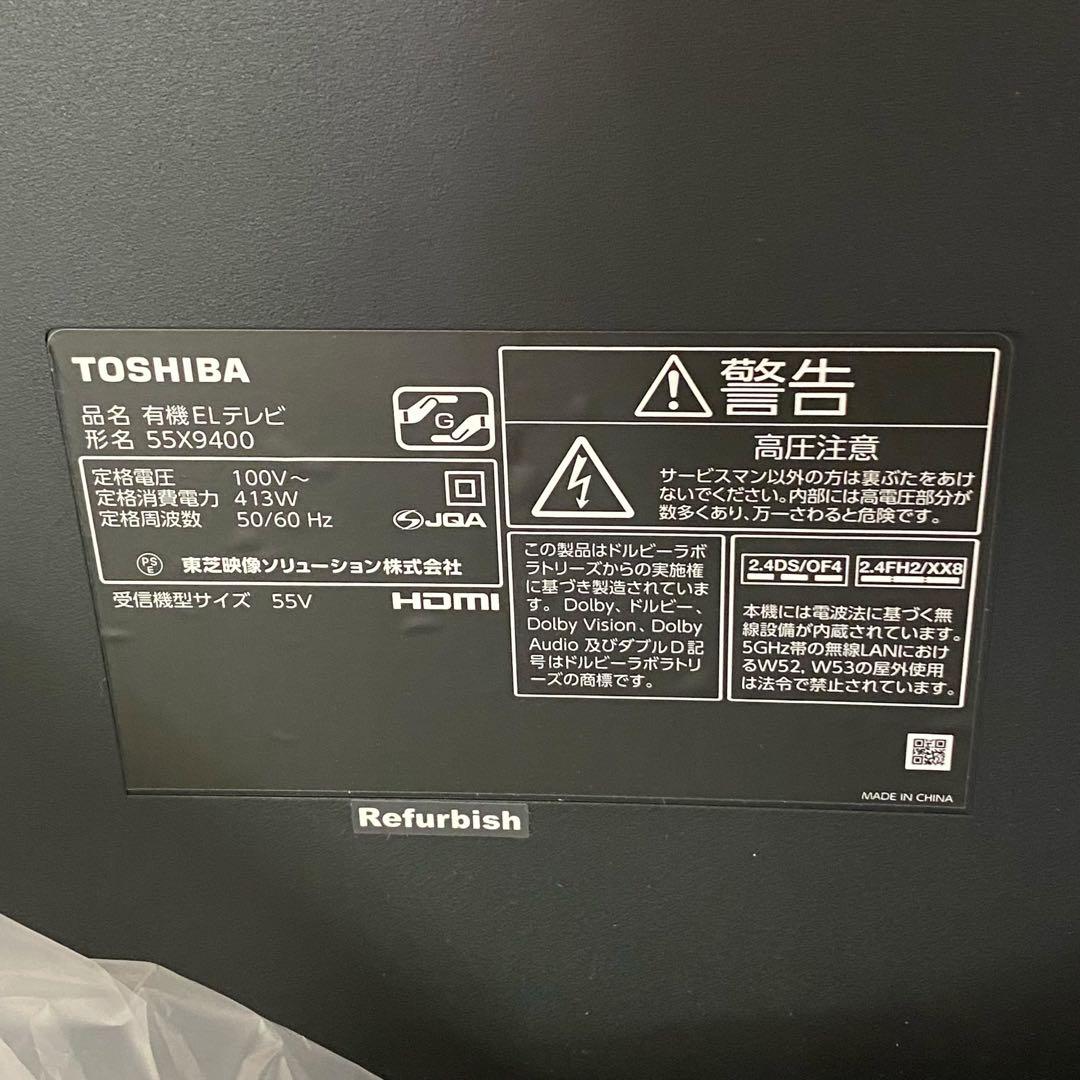 TOSHIBA
品名 有機ELテレビ
形名 55X9400
G
定格電圧 100V～
定格消費電力 413W
定格周波数 50/60 Hz
JQA
PS
E
東芝映像ソリューション株式会社
受信機型サイズ 55V
HDMI
警告
高圧注意
サービスマン以外の方は裏ぶたをあけ
ないでください。内部には高電圧部分が
数多くあり、万一さわると危険です。
この製品はドルビーラボ
ラトリーズからの実施権
に基づき製造されていま
す。Dolby、ドルビー、
Dolby Vision、Dolby
Audio 及びダブルD記
号はドルビーラボラトリ
ーズの商標です。
2.4DS/OF4
2.4FH2/XX8
本機には電波法に基づく無
線設備が内蔵されています。
5GHz帯の無線LANにおけ
るW52, W53の屋外使用
は法令で禁止されています。
MADE IN CHINA
Refurbish